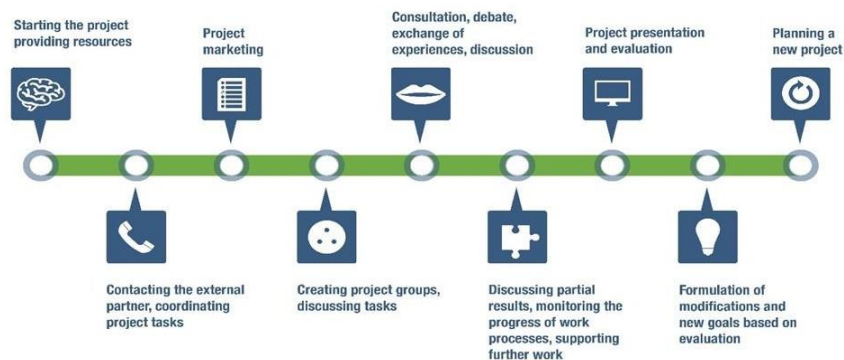 Starting the project
providing resources
Project
marketing
Consultation, debate,
exchange of
experiences, discussion
Project presentation
and evaluation
Planning a
new project
Contacting the external
partner, coordinating
project tasks
Creating project groups,
discussing tasks
Discussing partial
results, monitoring the
progress of work
processes, supporting
further work
Formulation of
modifications and
new goals based on
evaluation